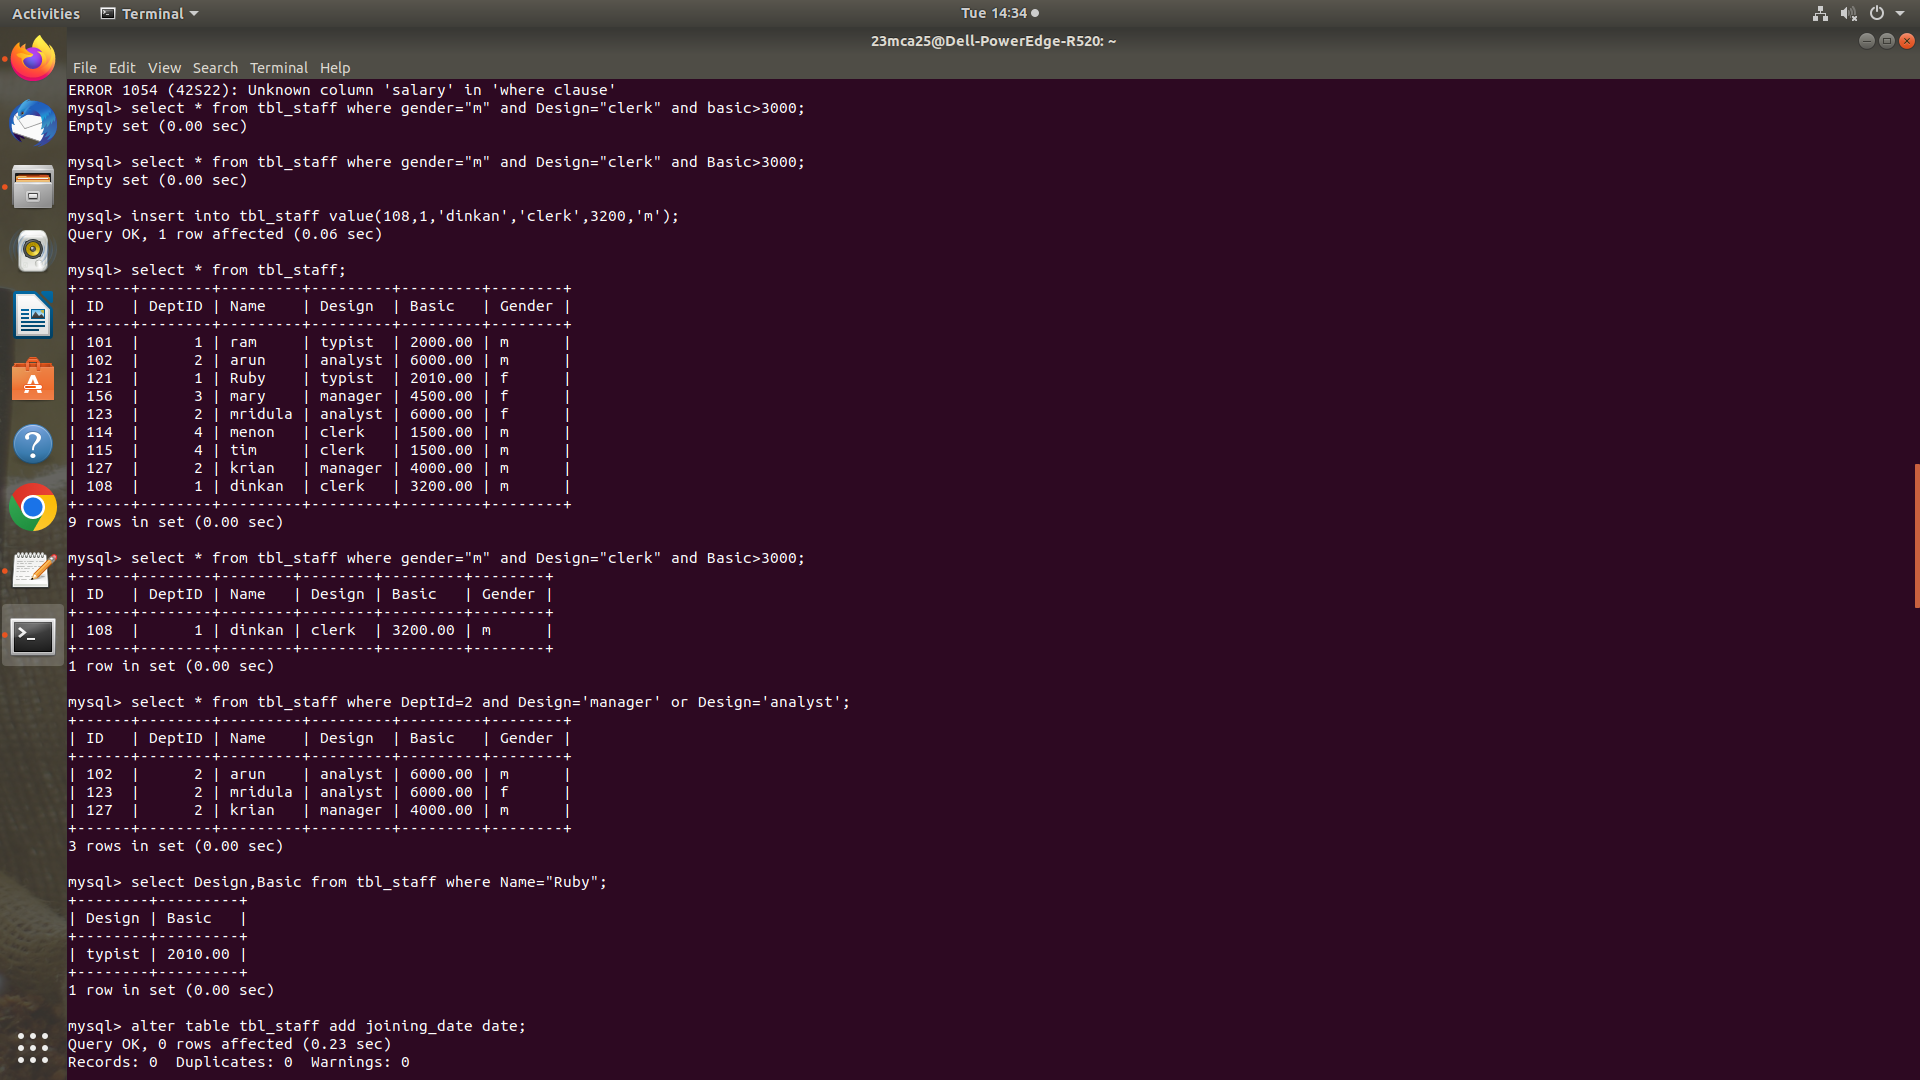 Activities Terminal Tue 14:34
23mca25@Dell-PowerEdge-R520: ~
File Edit View Search Terminal Help
ERROR 1054 (42S22): Unknown column 'salary' in 'where clause'
mysql> select * from tbl_staff where gender="m" and Design="clerk" and basic>3000;
Empty set (0.00 sec)
mysql> select * from tbl_staff where gender="m" and Design="clerk" and Basic>3000;
Empty set (0.00 sec)
mysql> insert into tbl_staff value(108,1,'dinkan','clerk',3200,'m');
Query OK, 1 row affected (0.06 sec)
mysql> select * from tbl_staff;
+------+--------+---------+---------+---------+--------+
| ID   | DeptID | Name    | Design  | Basic   | Gender |
+------+--------+---------+---------+---------+--------+
| 101  |      1 | ram     | typist  | 2000.00 | m      |
| 102  |      2 | arun    | analyst | 6000.00 | m      |
| 121  |      1 | Ruby    | typist  | 2010.00 | f      |
| 156  |      3 | mary    | manager | 4500.00 | f      |
| 123  |      2 | mridula | analyst | 6000.00 | f      |
| 114  |      4 | menon   | clerk   | 1500.00 | m      |
| 115  |      4 | tim     | clerk   | 1500.00 | m      |
| 127  |      2 | krian   | manager | 4000.00 | m      |
| 108  |      1 | dinkan  | clerk   | 3200.00 | m      |
+------+--------+---------+---------+---------+--------+
9 rows in set (0.00 sec)
mysql> select * from tbl_staff where gender="m" and Design="clerk" and Basic>3000;
+------+--------+--------+--------+---------+--------+
| ID   | DeptID | Name   | Design | Basic   | Gender |
+------+--------+--------+--------+---------+--------+
| 108  |      1 | dinkan | clerk  | 3200.00 | m      |
+------+--------+--------+--------+---------+--------+
1 row in set (0.00 sec)
mysql> select * from tbl_staff where DeptId=2 and Design='manager' or Design='analyst';
+------+--------+---------+---------+---------+--------+
| ID   | DeptID | Name    | Design  | Basic   | Gender |
+------+--------+---------+---------+---------+--------+
| 102  |      2 | arun    | analyst | 6000.00 | m      |
| 123  |      2 | mridula | analyst | 6000.00 | f      |
| 127  |      2 | krian   | manager | 4000.00 | m      |
+------+--------+---------+---------+---------+--------+
3 rows in set (0.00 sec)
mysql> select Design,Basic from tbl_staff where Name="Ruby";
+--------+---------+
| Design | Basic   |
+--------+---------+
| typist | 2010.00 |
+--------+---------+
1 row in set (0.00 sec)
mysql> alter table tbl_staff add joining_date date;
Query OK, 0 rows affected (0.23 sec)
Records: 0  Duplicates: 0  Warnings: 0